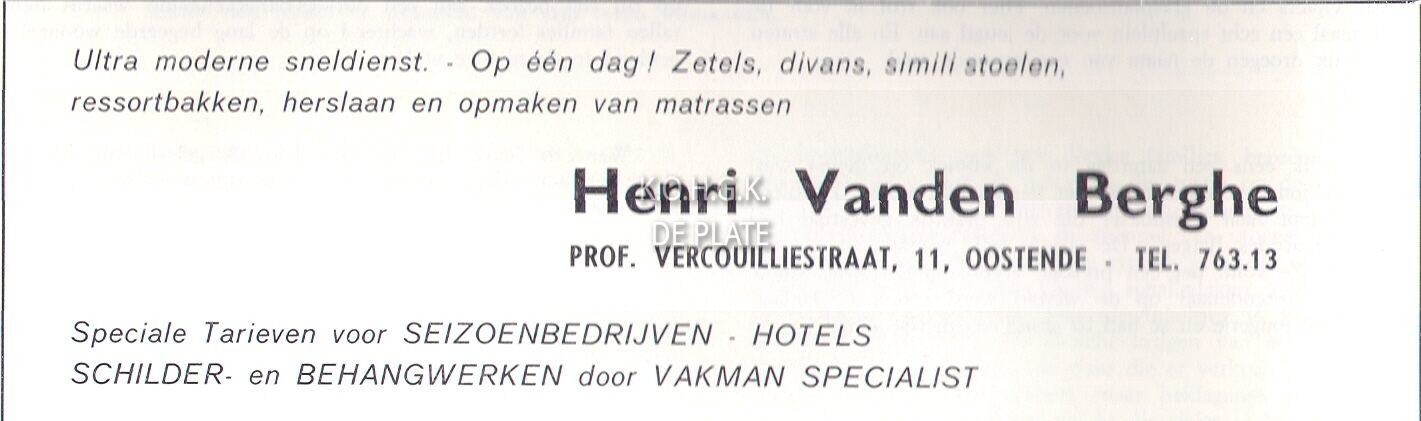 Ultra moderne sneldienst. - Op één dag! Zetels, divans, simili stoelen,
ressortbakken, herslaan en opmaken van matrassen
Henri Vanden Berghe
K.O.H.G.K.
DE PLATE
PROF. VERCOUILLIESTRAAT, 11, OOSTENDE - TEL. 763.13
Speciale Tarieven voor SEIZOENBEDRIJVEN - HOTELS
SCHILDER- en BEHANGWERKEN door VAKMAN SPECIALIST